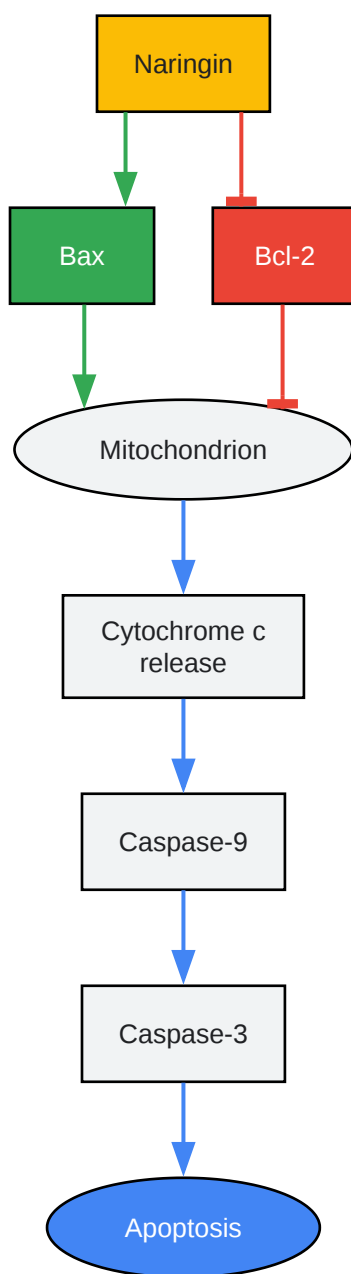 Naringin
Bax
Bcl-2
Mitochondrion
Cytochrome c
release
Caspase-9
Caspase-3
Apoptosis